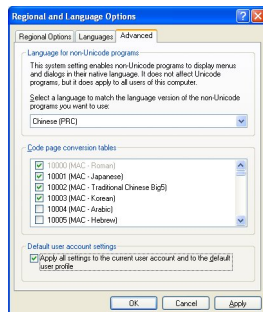 Regional and Language Options
Regional Options Languages Advanced
Language for non-Unicode programs
This system setting enables non-Unicode programs to display menus
and dialogs in their native language. It does not affect Unicode
programs, but it does apply to all users of this computer.
Select a language to match the language version of the non-Unicode
programs you want to use:
Chinese (PRC)
Code page conversion tables
10000 (MAC - Roman)
10001 (MAC - Japanese)
10002 (MAC - Traditional Chinese Big5)
10003 (MAC - Korean)
10004 (MAC - Arabic)
10005 (MAC - Hebrew)
Default user account settings
Apply all settings to the current user account and to the default
user profile
OK Cancel Apply